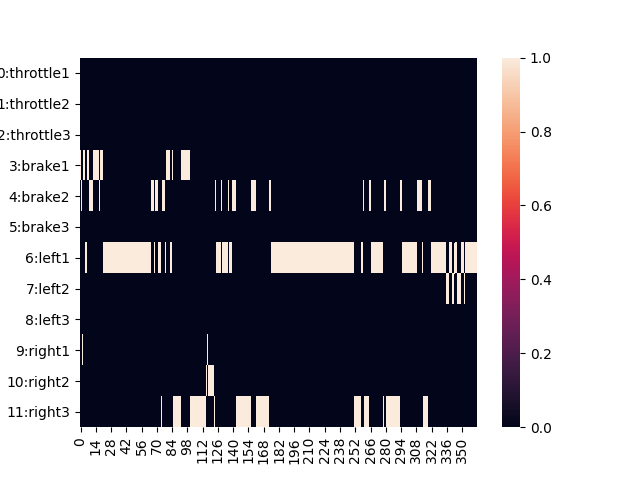 0:throttle1
1:throttle2
2:throttle3
3:brake1
4:brake2
5:brake3
6:left1
7:left2
8:left3
9:right1
10:right2
11:right3
0 14 28 42 56 70 84 98 112 126 140 154 168 182 196 210 224 238 252 266 280 294 308 322 336 350
1.0
0.8
0.6
0.4
0.2
0.0